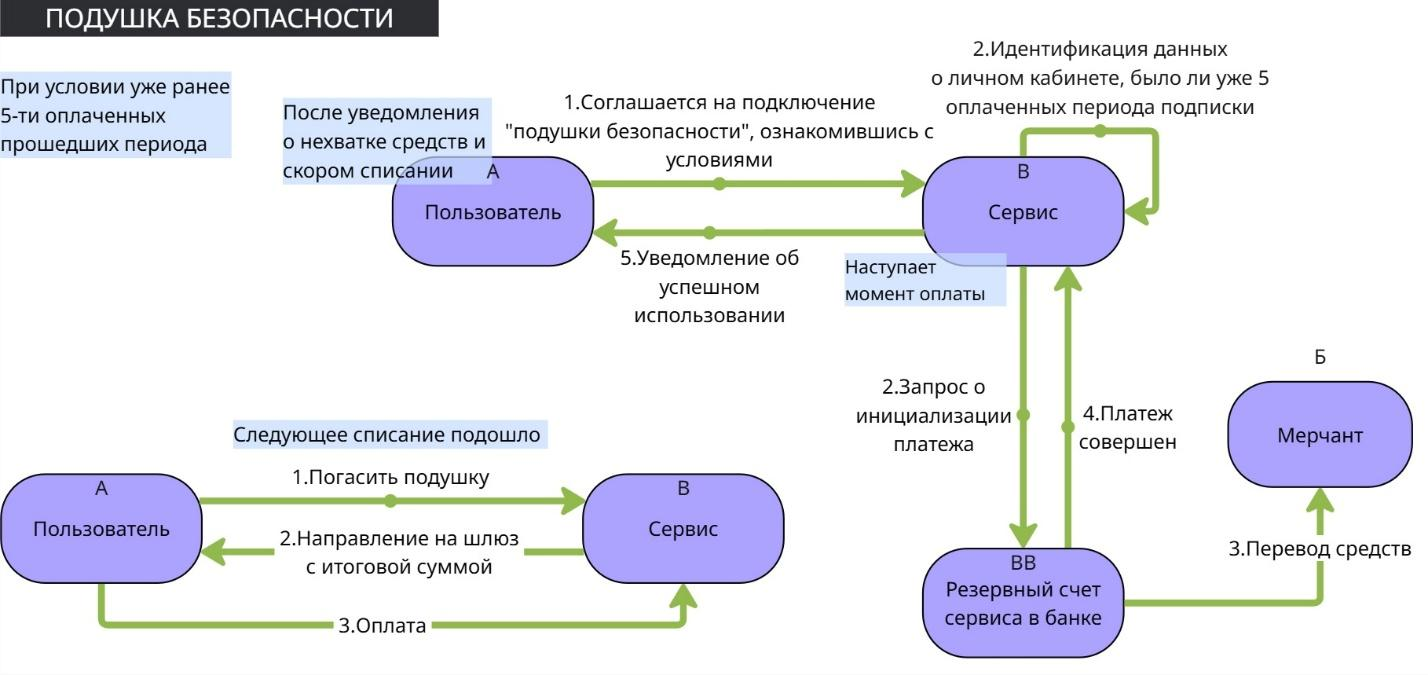 ПОДУШКА БЕЗОПАСНОСТИ
При условии уже ранее
5-ти оплаченных
прошедших периода
После уведомления
о нехватке средств и
скором списании
1.Соглашается на подключение
"подушки безопасности", ознакомившись с
условиями
2.Идентификация данных
о личном кабинете, было ли уже 5
оплаченных периода подписки
А
Пользователь
В
Сервис
5.Уведомление об
успешном
использовании
Наступает
момент оплаты
2.Запрос о
инициализации
платежа
4.Платеж
совершен
Б
Мерчант
3.Перевод средств
ВВ
Резервный счет
сервиса в банке
Следующее списание подошло
А
Пользователь
1.Погасить подушку
В
Сервис
2.Направление на шлюз
с итоговой суммой
3.Оплата